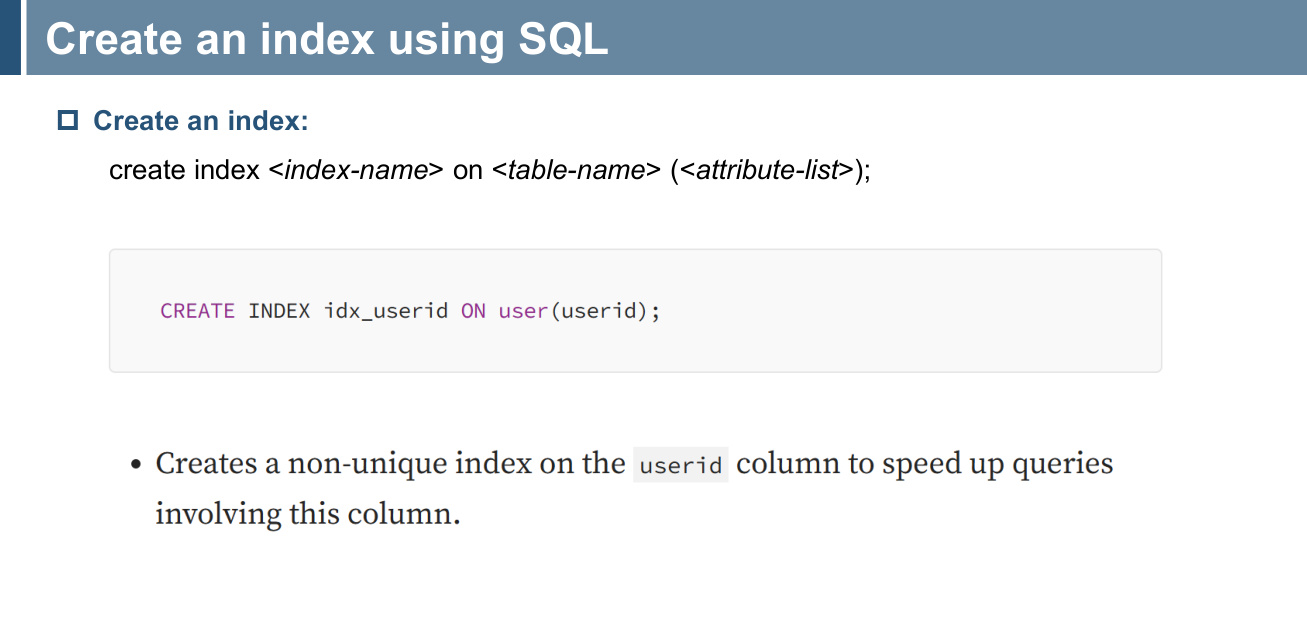 Create an index using SQL
Create an index:
create index <index-name> on <table-name> (<attribute-list>);
CREATE INDEX idx_userid ON user(userid);
• Creates a non-unique index on the userid column to speed up queries
involving this column.